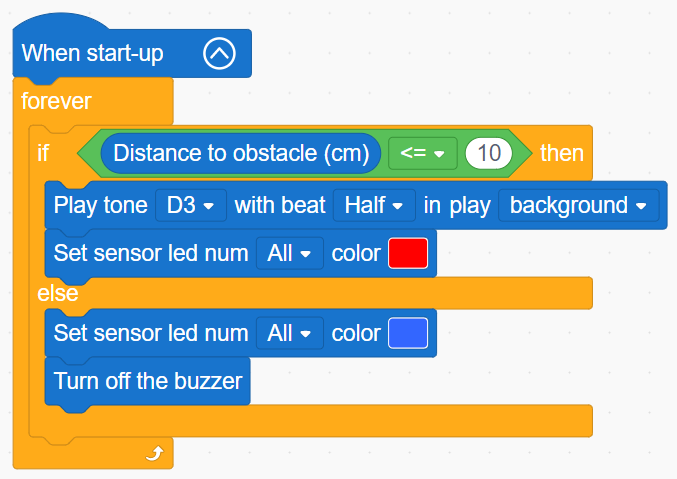 When start-up
forever
if Distance to obstacle (cm) <= 10 then
Play tone D3 with beat Half in play background
Set sensor led num All color
else
Set sensor led num All color
Turn off the buzzer